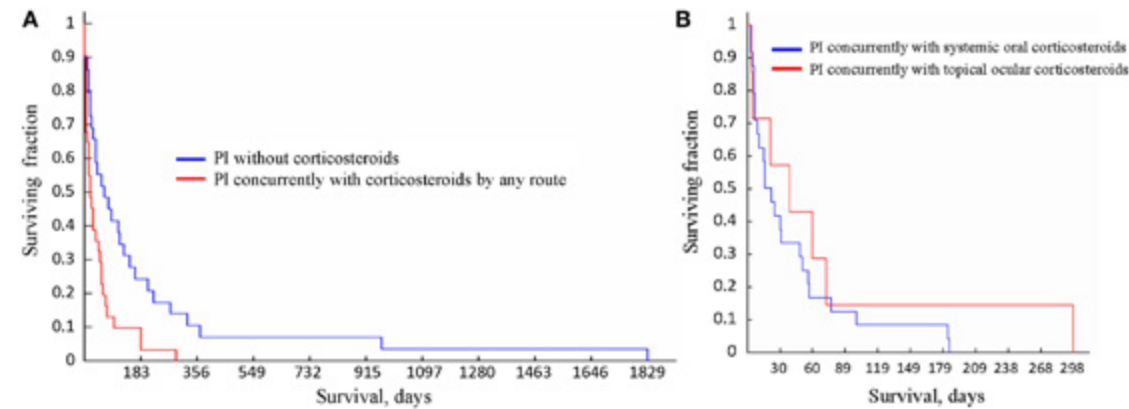 A
1
0.9
0.8
0.7
0.6
0.5
0.4
0.3
0.2
0.1
0
Surviving fraction
PI without corticosteroids
PI concurrently with corticosteroids by any route
183 356 549 732 915 1097 1280 1463 1646 1829
Survival, days
B
1
0.9
0.8
0.7
0.6
0.5
0.4
0.3
0.2
0.1
0
Surviving fraction
PI concurrently with systemic oral corticosteroids
PI concurrently with topical ocular corticosteroids
30 60 89 119 149 179 209 238 268 298
Survival, days